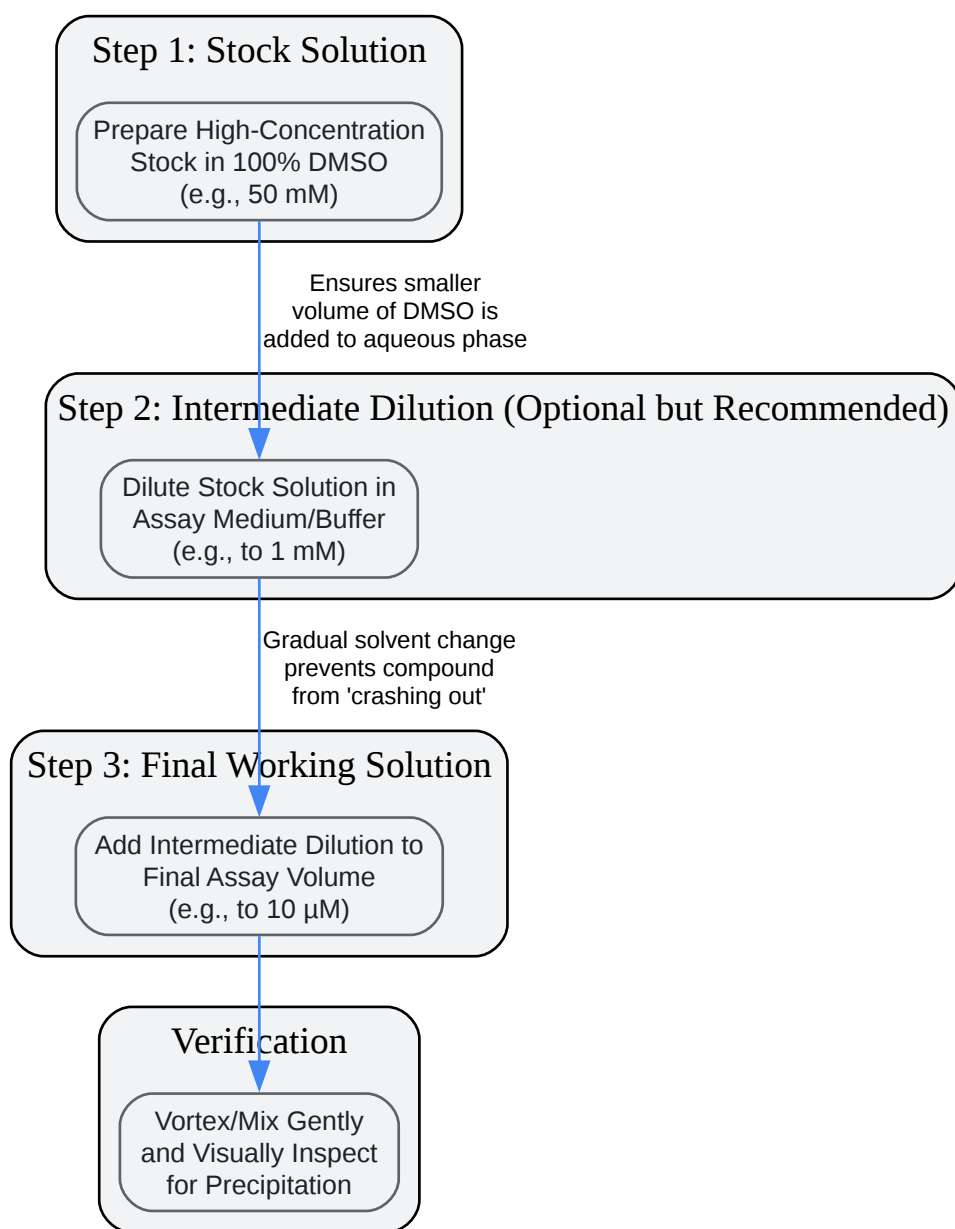 Step 1: Stock Solution
Prepare High-Concentration
Stock in 100% DMSO
(e.g., 50 mM)
Ensures smaller
volume of DMSO is
added to aqueous phase
Step 2: Intermediate Dilution (Optional but Recommended)
Dilute Stock Solution in
Assay Medium/Buffer
(e.g., to 1 mM)
Gradual solvent change
prevents compound
from 'crashing out'
Step 3: Final Working Solution
Add Intermediate Dilution to
Final Assay Volume
(e.g., to 10 µM)
Verification
Vortex/Mix Gently
and Visually Inspect
for Precipitation